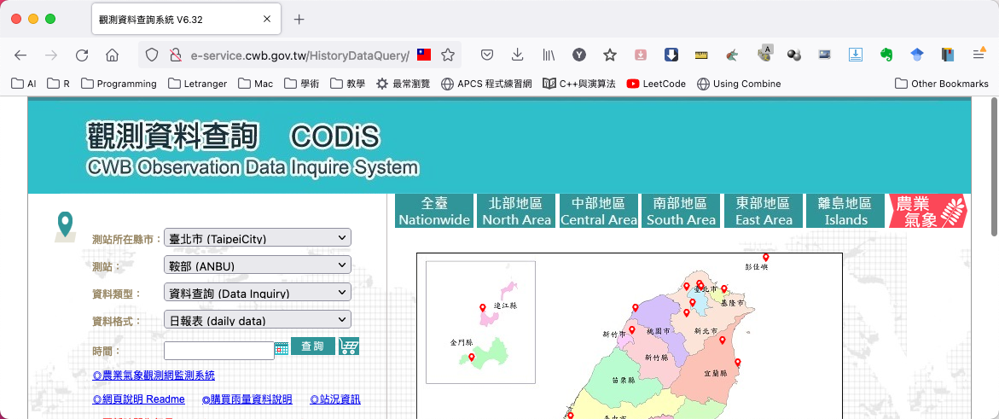 觀測資料查詢系統 V6.32
e-service.cwb.gov.tw/HistoryDataQuery/
AI R Programming Letranger Mac 學術 教學 最常瀏覽 APCS 程式練習網 C++與演算法 LeetCode Using Combine Other Bookmarks
觀測資料查詢 CODiS
CWB Observation Data Inquire System
全臺 北部地區 中部地區 南部地區 東部地區 離島地區 農業
Nationwide North Area Central Area South Area East Area Islands 氣象
測站所在縣市： 臺北市 (TaipeiCity)
測站： 鞍部 (ANBU)
資料類型： 資料查詢 (Data Inquiry)
資料格式： 日報表 (daily data)
時間： 查詢
◎農業氣象觀測網監測系統
◎網頁說明 Readme ◎購買雨量資料說明 ◎站況資訊
彭佳嶼
連江縣
金門縣
臺北市
基隆市
新竹市
桃園市
新北市
新竹縣
宜蘭縣
苗栗縣